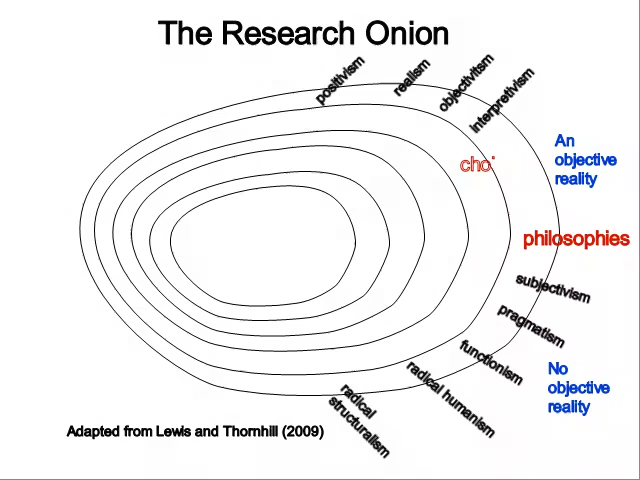 The Research Onion
positivism
realism
objectivitsm
interpretivism
An
objective
reality
cho
philosophies
subjectivism
pragmatism
functionism
No
objective
reality
radical humanism
radical
structuralism
Adapted from Lewis and Thornhill (2009)